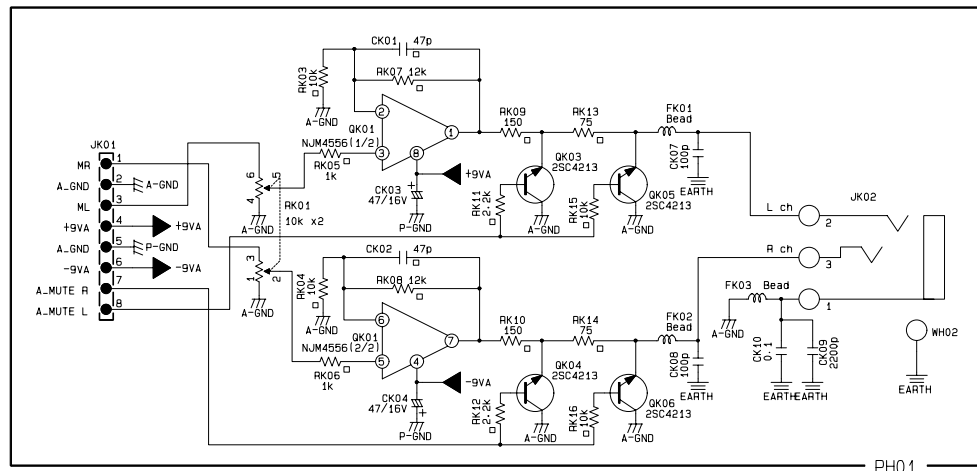 CK01 47p
RK03 10k
RK07 12k
A-GND
2
3
1
8
QK01
NJM4556(1/2)
RK05
1k
RK09
150
RK13
75
FK01
Bead
CK07
100p
EARTH
QK03
2SC4213
QK05
2SC4213
+9VA
CK03
47/16V
+
P-GND
RK11
2.2k
RK15
10k
A-GND
A-GND
JK01
MR 1
A_GND 2 A-GND
ML 3
+9VA 4 +9VA
A_GND 5 P-GND
-9VA 6 -9VA
A_MUTE R 7
A_MUTE L 8
6
5
4
RK01
10k x2
A-GND
3
1
2
A-GND
CK02 47p
RK04
10k
RK08 12k
A-GND
6
5
7
4
QK01
NJM4556(2/2)
RK06
1k
RK10
150
RK14
75
FK02
Bead
CK08
100p
EARTH
QK04
2SC4213
QK06
2SC4213
-9VA
CK04
47/16V
+
P-GND
RK12
2.2k
RK16
10k
A-GND
A-GND
L ch
2
JK02
R ch
3
FK03 Bead
1
A-GND
CK10
0.1
CK09
2200p
EARTH
EARTH
WH02
EARTH
PH01